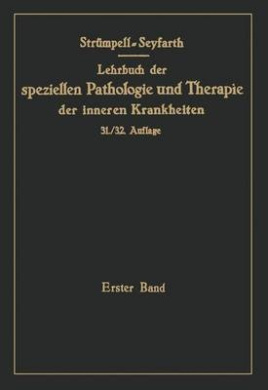 Strümpell-Seyfarth
Lehrbuch der
speziellen Pathologie und Therapie
der inneren Krankheiten
31./32. Auflage
Erster Band